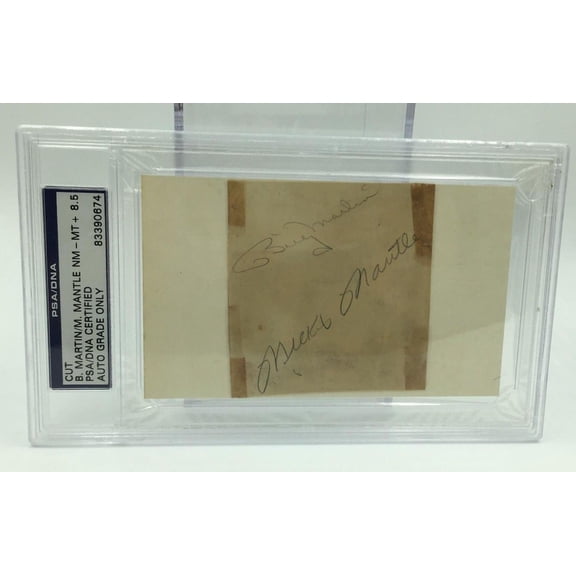 PSA/DNA
CUT
B. MARTIN/M. MANTLE NM - MT + 8.5
PSA/DNA CERTIFIED
AUTO GRADE ONLY
83390674
Billy Martin
Mickey Mantle